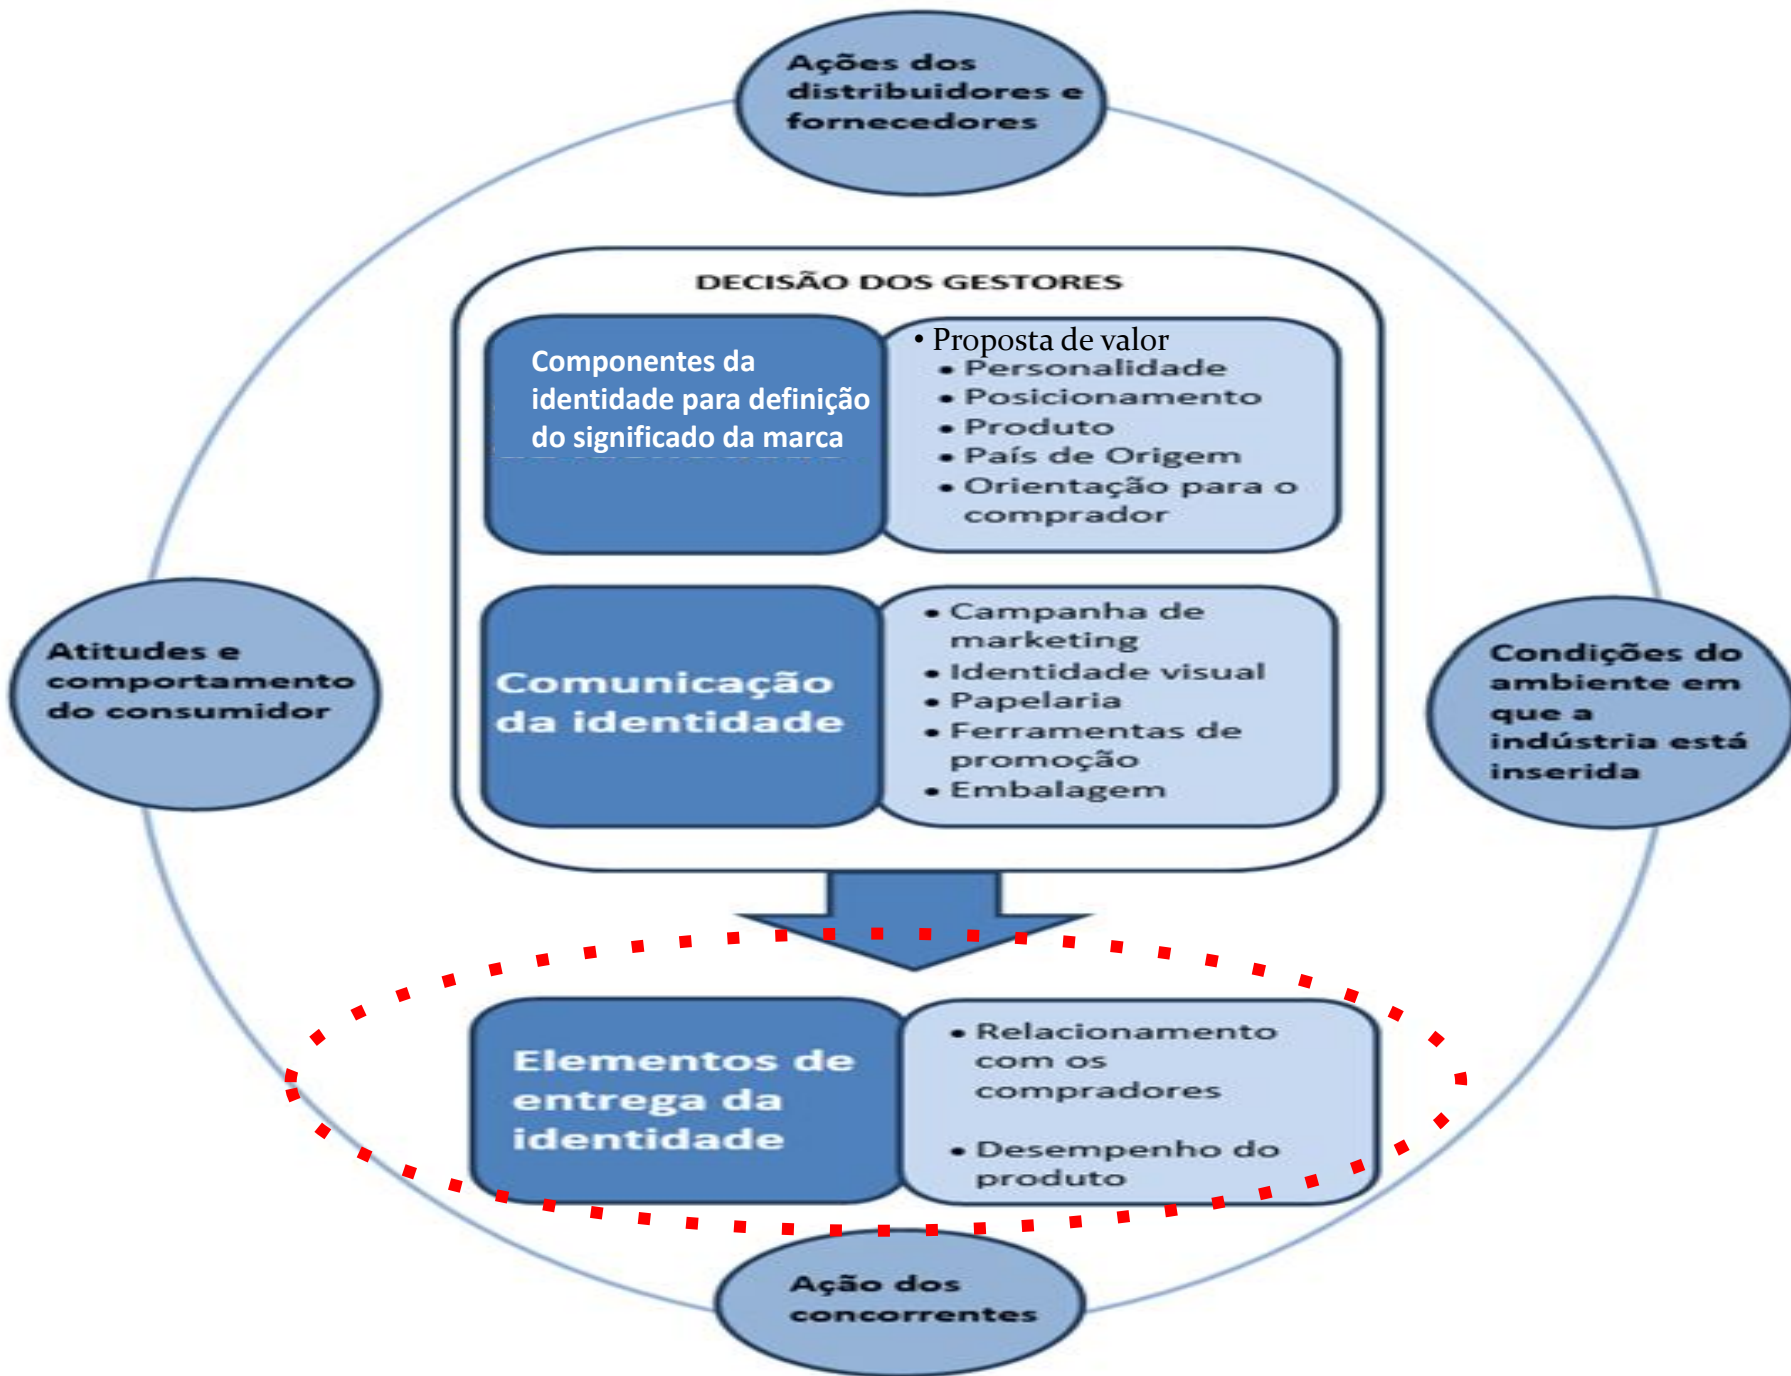 Ações dos
distribuidores e
fornecedores
DECISÃO DOS GESTORES
Componentes da
identidade para definição
do significado da marca
• Proposta de valor
• Personalidade
• Posicionamento
• Produto
• País de Origem
• Orientação para o
comprador
Comunicação
da identidade
• Campanha de
marketing
• Identidade visual
• Papelaria
• Ferramentas de
promoção
• Embalagem
Atitudes e
comportamento
do consumidor
Condições do
ambiente em
que a
indústria está
inserida
Elementos de
entrega da
identidade
• Relacionamento
com os
compradores
• Desempenho do
produto
Ação dos
concorrentes